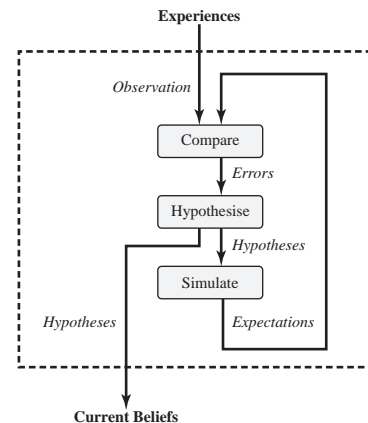 Experiences
Observation
Compare
Errors
Hypothesise
Hypotheses
Simulate
Hypotheses
Expectations
Current Beliefs